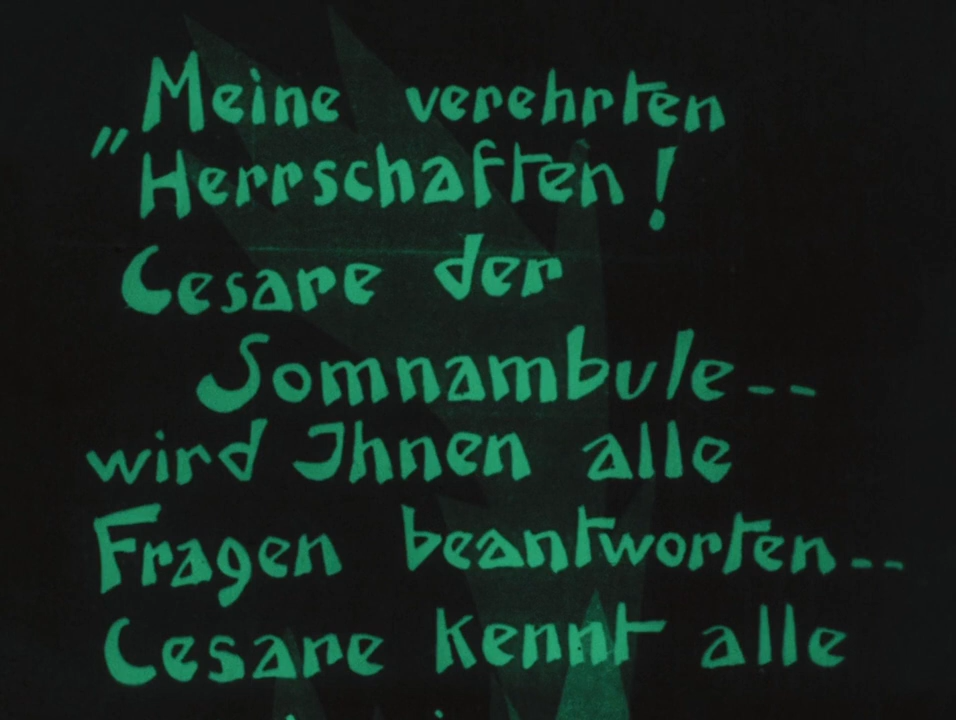 „Meine verehrten
Herrschaften!
Cesare der
Somnambule--
wird Ihnen alle
Fragen beantworten--
Cesare kennt alle